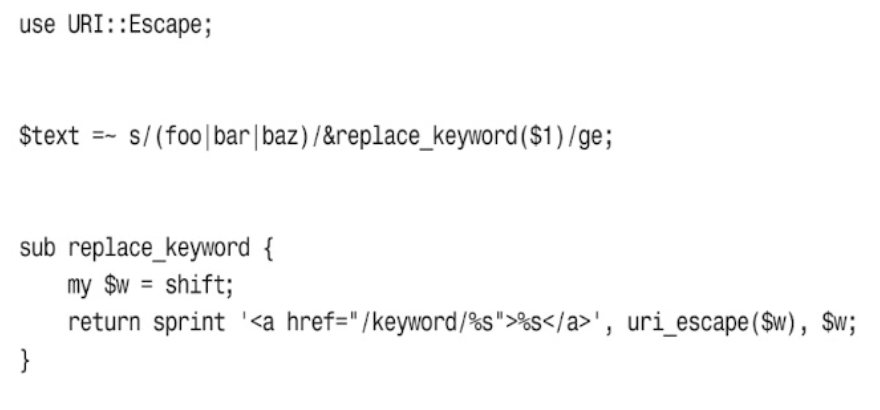 use URI::Escape;
$text =~ s/(foo|bar|baz)/&replace_keyword($1)/ge;
sub replace_keyword {
    my $w = shift;
    return sprint '<a href="/keyword/%s">%s</a>', uri_escape($w), $w;
}